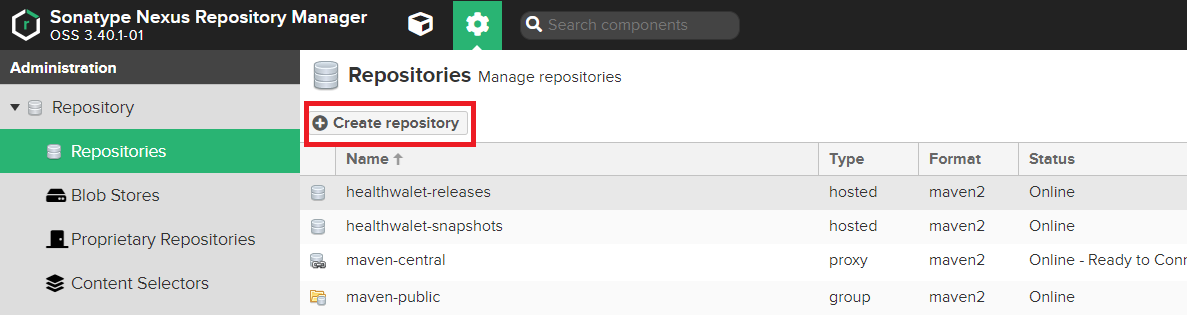 Sonatype Nexus Repository Manager
OSS 3.40.1-01
Search components
Administration
Repository
Repositories
Blob Stores
Proprietary Repositories
Content Selectors
Repositories Manage repositories
Create repository
Name Type Format Status
healthwalet-releases hosted maven2 Online
healthwalet-snapshots hosted maven2 Online
maven-central proxy maven2 Online - Ready to Conn
maven-public group maven2 Online